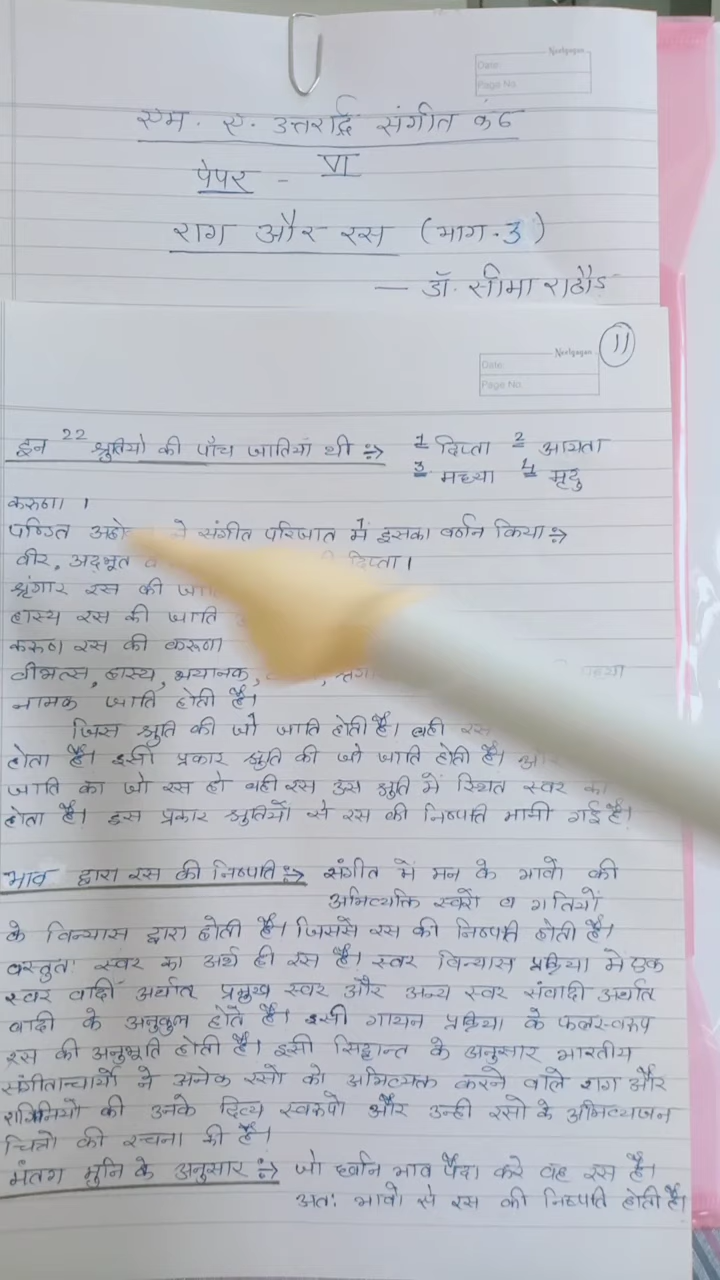 Neelgagan
Date
Page No.
एम. ए. उत्तरार्द्ध संगीत कंठ
पेपर - VI
राग और रस (भाग-3)
— डॉ. सीमा राठौड
Neelgagan
Date:
Page No.
11
इन 22 श्रुतियो की पाँच जातियां थी ⇒ 1 दिप्ता 2 आयता
3 मध्या 4 मृदु
करुणा ।
पण्डित ने संगीत परिजात में इसका वर्णन किया ⇒
वीर, अद्भूत दिप्ता।
श्रृंगार रस की
हास्य रस की जाति
करुण रस की करूणा
वीभत्स, हास्य, भयानक,
नामक जाति होती है।
जिस श्रुति की जो जाति होती है। वही रस
होता है। इसी प्रकार श्रुति की जो जाति होती है।
जाति का जो रस हो वही रस उस श्रुति में स्थित स्वर का
होता है। इस प्रकार श्रुतियों से रस की निष्पति मानी गई है।
भाव द्वारा रस की निष्पति ⇒ संगीत में मन के भावो की
अभिव्यक्ति स्वरो व गतियों
के विन्यास द्वारा होती है। जिससे रस की निष्पती होती है।
वस्तुतः स्वर का अर्थ ही रस है। स्वर विन्यास प्रक्रिया मे एक
स्वर वादी अर्थात प्रमुख स्वर और अन्य स्वर संवादी अर्थात
वादी के अनुकुल होते है। इसी गायन प्रक्रिया के फलस्वरुप
रस की अनुभूति होती है। इसी सिद्वान्त के अनुसार भारतीय
संगीताचार्यो ने अनेक रसो को अभिव्यक्त करने वाले राग और
रागिनियो की उनके दिव्य स्वरुपो और उन्ही रसो के अभिव्यंजन
चित्रो की रचना की है।
मंतग मुनि के अनुसार ⇒ जो ध्वनि भाव पैदा करे वह रस है।
अतः भावो से रस की निष्पति होती है।